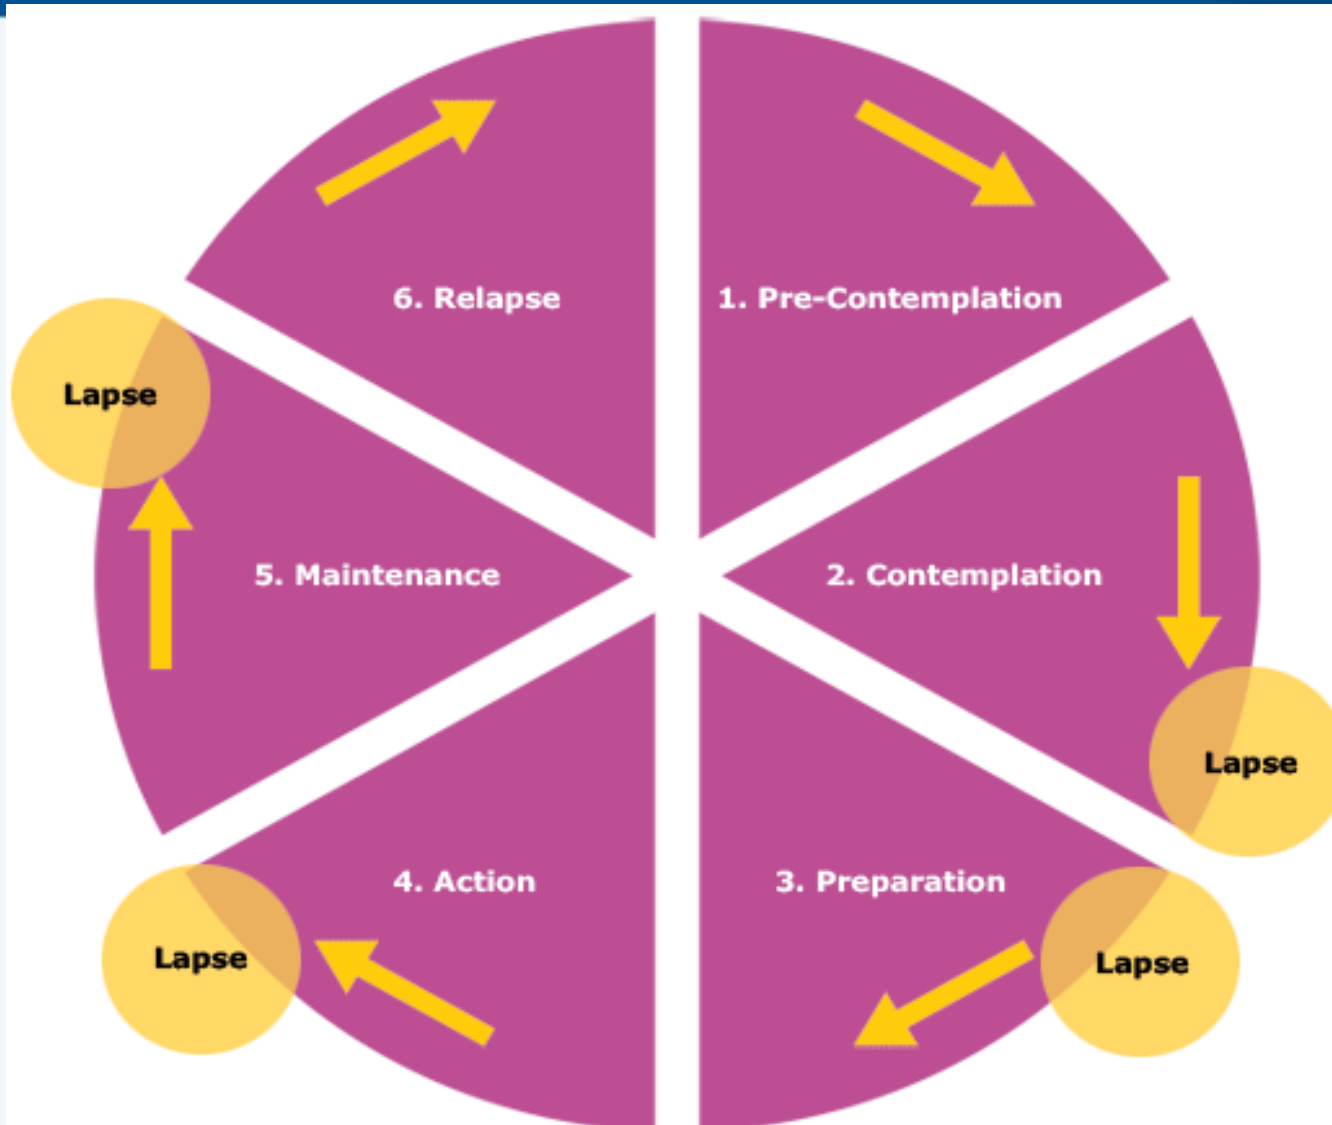 6. Relapse
1. Pre-Contemplation
Lapse
5. Maintenance
2. Contemplation
Lapse
4. Action
3. Preparation
Lapse
Lapse